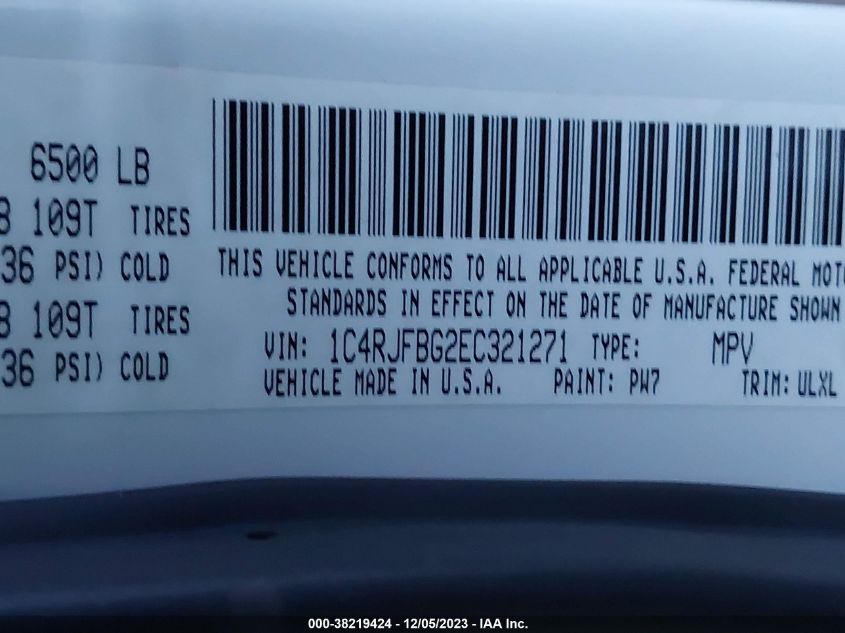 6500 LB
109T TIRES
36 PSI) COLD
109T TIRES
36 PSI) COLD
THIS VEHICLE CONFORMS TO ALL APPLICABLE U.S.A. FEDERAL
STANDARDS IN EFFECT ON THE DATE OF MANUFACTURE SHOWN
VIN: 1C4RJFBG2EC321271 TYPE: MPV
VEHICLE MADE IN U.S.A. PAINT: PW7 TRIM: ULXL
000-38219424 - 12/05/2023 - IAA Inc.